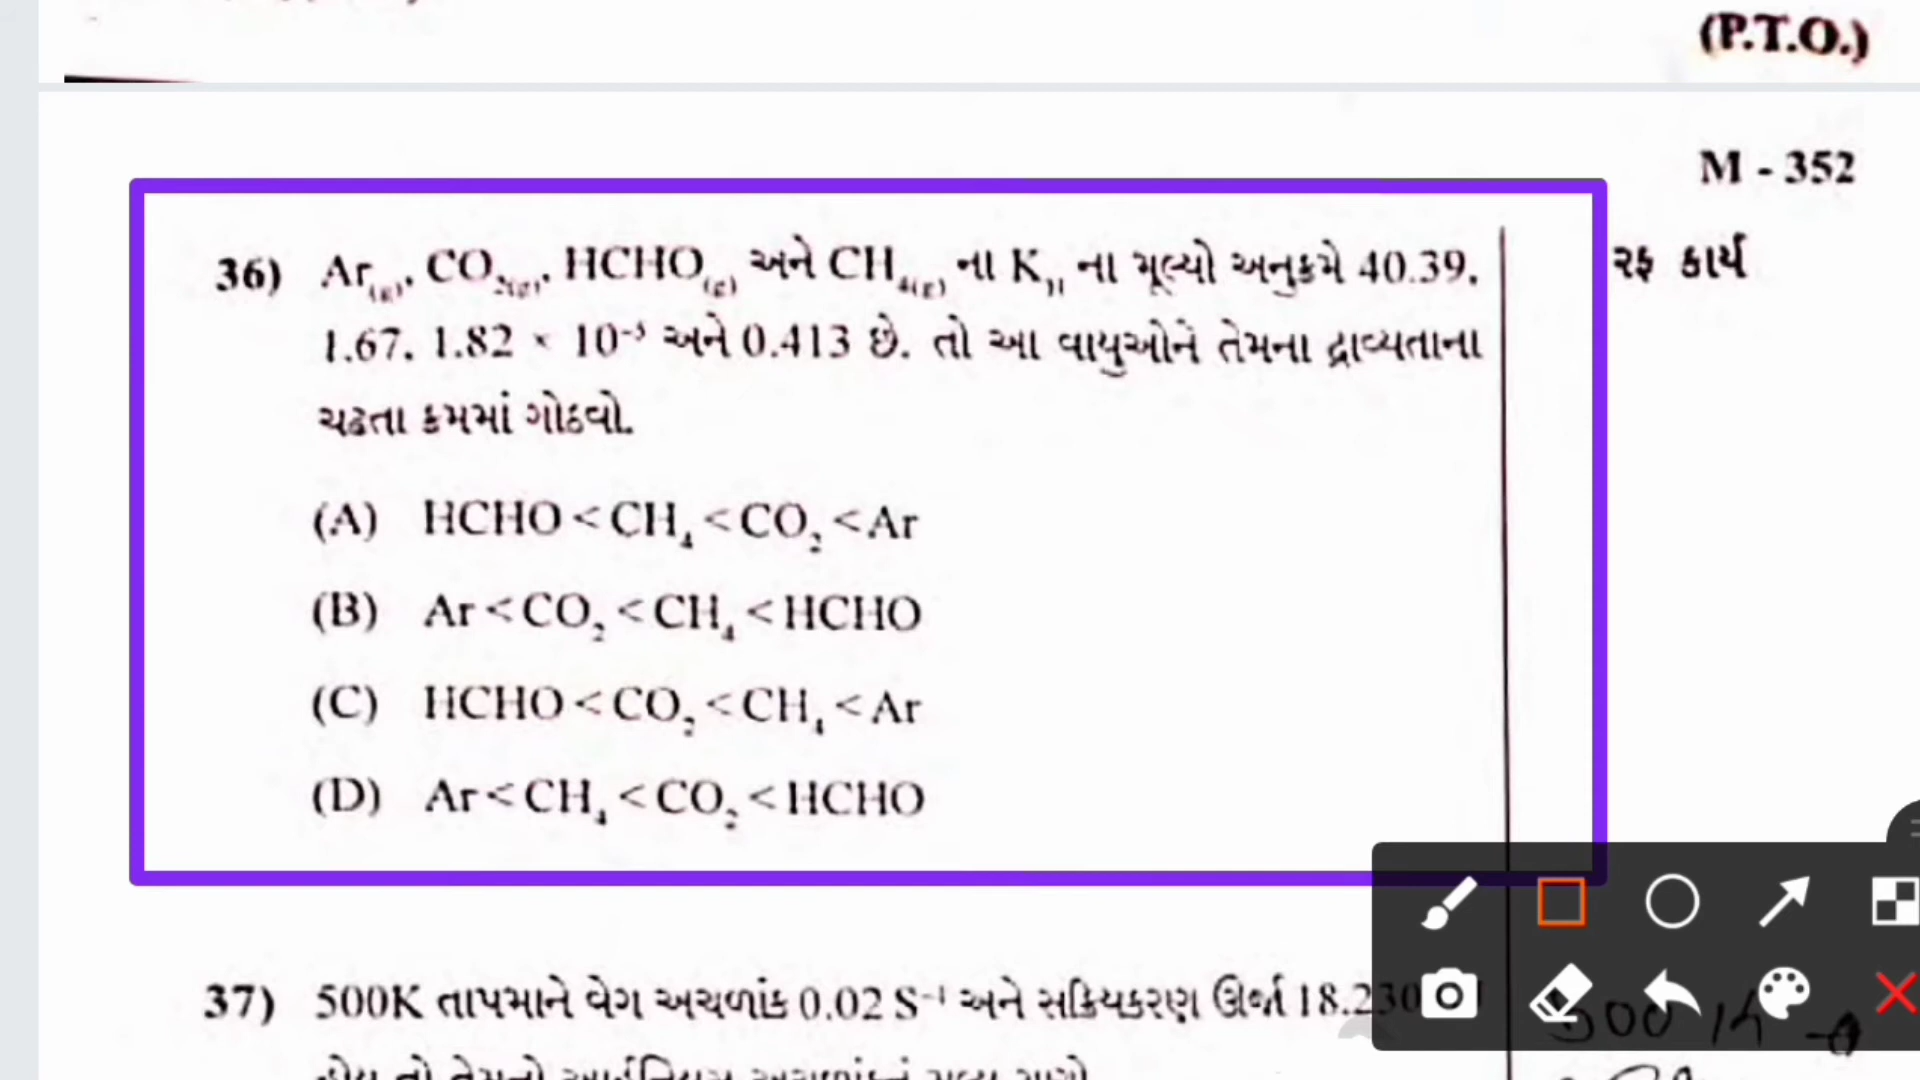 (P.T.O.)
M - 352
રફ કાર્ય
36) Ar(g), CO2(g), HCHO(g) અને CH4(g) ના KH ના મૂલ્યો અનુક્રમે 40.39,
1.67, 1.82 × 10⁻⁵ અને 0.413 છે. તો આ વાયુઓને તેમના દ્રાવ્યતાના
ચઢતા ક્રમમાં ગોઠવો.
(A) HCHO < CH₄ < CO₂ < Ar
(B) Ar < CO₂ < CH₄ < HCHO
(C) HCHO < CO₂ < CH₄ < Ar
(D) Ar < CH₄ < CO₂ < HCHO
37) 500K તાપમાને વેગ અચળાંક 0.02 S⁻¹ અને સક્રિયકરણ ઊર્જા 18.230